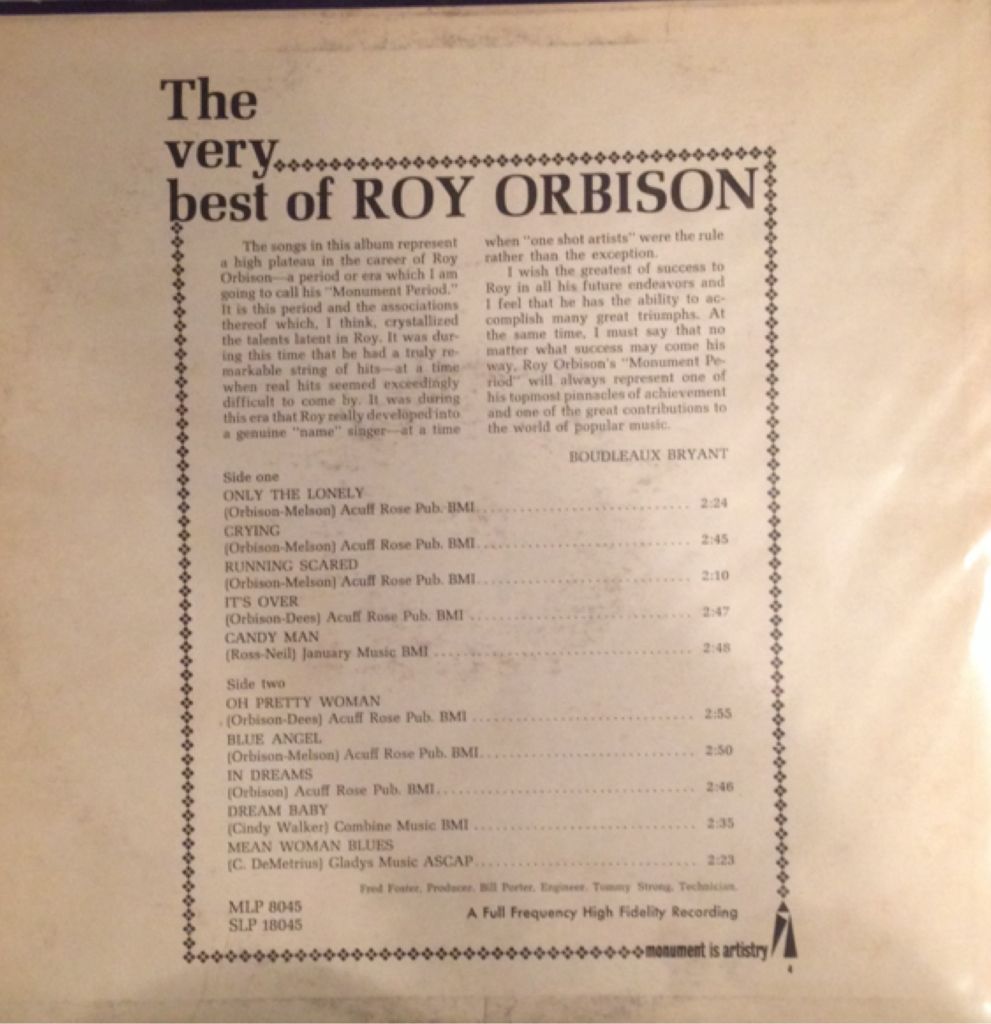 The
very
best of ROY ORBISON
The songs in this album represent
a high plateau in the career of Roy
Orbison—a period or era which I am
going to call his "Monument Period."
It is this period and the associations
thereof which, I think, crystallized
the talents latent in Roy. It was dur-
ing this time that he had a truly re-
markable string of hits—at a time
when real hits seemed exceedingly
difficult to come by. It was during
this era that Roy really developed into
a genuine "name" singer—at a time
when "one shot artists" were the rule
rather than the exception.
I wish the greatest of success to
Roy in all his future endeavors and
I feel that he has the ability to ac-
complish many great triumphs. At
the same time, I must say that no
matter what success may come his
way, Roy Orbison's "Monument Pe-
riod" will always represent one of
his topmost pinnacles of achievement
and one of the great contributions to
the world of popular music.
BOUDLEAUX BRYANT
Side one
ONLY THE LONELY
(Orbison-Melson) Acuff Rose Pub. BMI 2:24
CRYING
(Orbison-Melson) Acuff Rose Pub. BMI 2:45
RUNNING SCARED
(Orbison-Melson) Acuff Rose Pub. BMI 2:10
IT'S OVER
(Orbison-Dees) Acuff Rose Pub. BMI 2:47
CANDY MAN
(Ross-Neil) January Music BMI 2:48
Side two
OH PRETTY WOMAN
(Orbison-Dees) Acuff Rose Pub. BMI 2:55
BLUE ANGEL
(Orbison-Melson) Acuff Rose Pub. BMI 2:50
IN DREAMS
(Orbison) Acuff Rose Pub. BMI 2:46
DREAM BABY
(Cindy Walker) Combine Music BMI 2:35
MEAN WOMAN BLUES
(C. DeMetrius) Gladys Music ASCAP 2:23
Fred Foster, Producer, Bill Porter, Engineer, Tommy Strong, Technician.
MLP 8045
SLP 18045
A Full Frequency High Fidelity Recording
monument is artistry
4